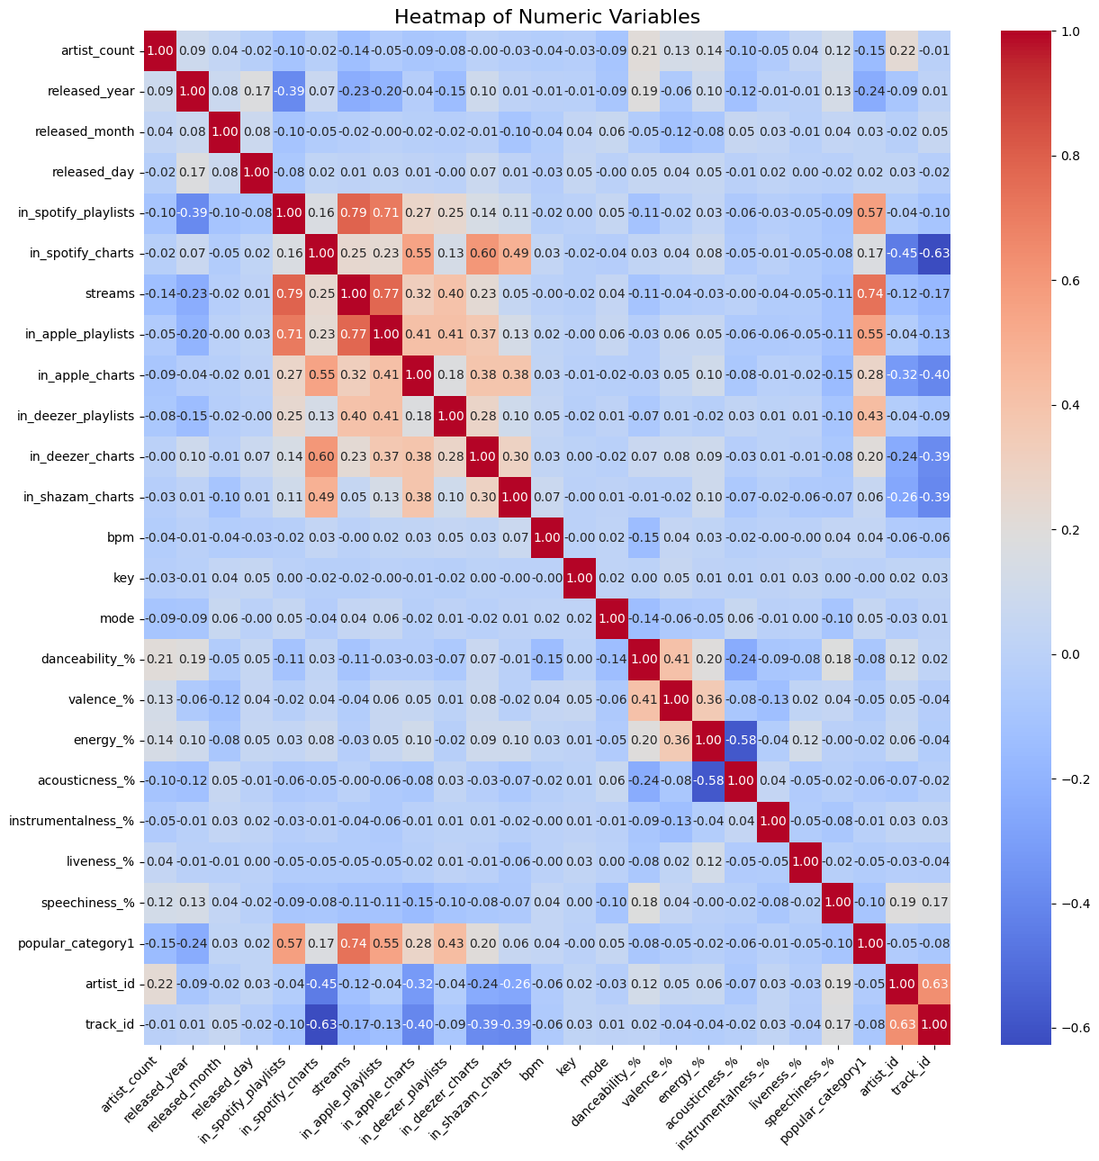 Heatmap of Numeric Variables
artist_count 1.00 0.09 0.04 -0.02 -0.10 -0.02 -0.14 -0.05 -0.09 -0.08 -0.00 -0.03 -0.04 -0.03 -0.09 0.21 0.13 0.14 -0.10 -0.05 0.04 0.12 -0.15 0.22 -0.01
released_year 0.09 1.00 0.08 0.17 -0.39 0.07 -0.23 -0.20 -0.04 -0.15 0.10 0.01 -0.01 -0.01 -0.09 0.19 -0.06 0.10 -0.12 -0.01 -0.01 0.13 -0.24 -0.09 0.01
released_month 0.04 0.08 1.00 0.08 -0.10 -0.05 -0.02 -0.00 -0.02 -0.02 -0.01 -0.10 -0.04 0.04 0.06 -0.05 -0.12 -0.08 0.05 0.03 -0.01 0.04 0.03 -0.02 0.05
released_day -0.02 0.17 0.08 1.00 -0.08 0.02 0.01 0.03 0.01 -0.00 0.07 0.01 -0.03 0.05 -0.00 0.05 0.04 0.05 -0.01 0.02 0.00 -0.02 0.02 0.03 -0.02
in_spotify_playlists -0.10 -0.39 -0.10 -0.08 1.00 0.16 0.79 0.71 0.27 0.25 0.14 0.11 -0.02 0.00 0.05 -0.11 -0.02 0.03 -0.06 -0.03 -0.05 -0.09 0.57 -0.04 -0.10
in_spotify_charts -0.02 0.07 -0.05 0.02 0.16 1.00 0.25 0.23 0.55 0.13 0.60 0.49 0.03 -0.02 -0.04 0.03 0.04 0.08 -0.05 -0.01 -0.05 -0.08 0.17 -0.45 -0.63
streams -0.14 -0.23 -0.02 0.01 0.79 0.25 1.00 0.77 0.32 0.40 0.23 0.05 -0.00 -0.02 0.04 -0.11 -0.04 -0.03 -0.00 -0.04 -0.05 -0.11 0.74 -0.12 -0.17
in_apple_playlists -0.05 -0.20 -0.00 0.03 0.71 0.23 0.77 1.00 0.41 0.41 0.37 0.13 0.02 -0.00 0.06 -0.03 0.06 0.05 -0.06 -0.06 -0.05 -0.11 0.55 -0.04 -0.13
in_apple_charts -0.09 -0.04 -0.02 0.01 0.27 0.55 0.32 0.41 1.00 0.18 0.38 0.38 0.03 -0.01 -0.02 -0.03 0.05 0.10 -0.08 -0.01 -0.02 -0.15 0.28 -0.32 -0.40
in_deezer_playlists -0.08 -0.15 -0.02 -0.00 0.25 0.13 0.40 0.41 0.18 1.00 0.28 0.10 0.05 -0.02 0.01 -0.07 0.01 -0.02 0.03 0.01 0.01 -0.10 0.43 -0.04 -0.09
in_deezer_charts -0.00 0.10 -0.01 0.07 0.14 0.60 0.23 0.37 0.38 0.28 1.00 0.30 0.03 0.00 -0.02 0.07 0.08 0.09 -0.03 0.01 -0.01 -0.08 0.20 -0.24 -0.39
in_shazam_charts -0.03 0.01 -0.10 0.01 0.11 0.49 0.05 0.13 0.38 0.10 0.30 1.00 0.07 -0.00 0.01 -0.01 -0.02 0.10 -0.07 -0.02 -0.06 -0.07 0.06 -0.26 -0.39
bpm -0.04 -0.01 -0.04 -0.03 -0.02 0.03 -0.00 0.02 0.03 0.05 0.03 0.07 1.00 -0.00 0.02 -0.15 0.04 0.03 -0.02 -0.00 -0.00 0.04 0.04 -0.06 -0.06
key -0.03 -0.01 0.04 0.05 0.00 -0.02 -0.02 -0.00 -0.01 -0.02 0.00 -0.00 -0.00 1.00 0.02 0.00 0.05 0.01 0.01 0.01 0.03 0.00 -0.00 0.02 0.03
mode -0.09 -0.09 0.06 -0.00 0.05 -0.04 0.04 0.06 -0.02 0.01 -0.02 0.01 0.02 0.02 1.00 -0.14 -0.06 -0.05 0.06 -0.01 0.00 -0.10 0.05 -0.03 0.01
danceability_% 0.21 0.19 -0.05 0.05 -0.11 0.03 -0.11 -0.03 -0.03 -0.07 0.07 -0.01 -0.15 0.00 -0.14 1.00 0.41 0.20 -0.24 -0.09 -0.08 0.18 -0.08 0.12 0.02
valence_% 0.13 -0.06 -0.12 0.04 -0.02 0.04 -0.04 0.06 0.05 0.01 0.08 -0.02 0.04 0.05 -0.06 0.41 1.00 0.36 -0.08 -0.13 0.02 0.04 -0.05 0.05 -0.04
energy_% 0.14 0.10 -0.08 0.05 0.03 0.08 -0.03 0.05 0.10 -0.02 0.09 0.10 0.03 0.01 -0.05 0.20 0.36 1.00 -0.58 -0.04 0.12 -0.00 -0.02 0.06 -0.04
acousticness_% -0.10 -0.12 0.05 -0.01 -0.06 -0.05 -0.00 -0.06 -0.08 0.03 -0.03 -0.07 -0.02 0.01 0.06 -0.24 -0.08 -0.58 1.00 0.04 -0.05 -0.02 -0.06 -0.07 -0.02
instrumentalness_% -0.05 -0.01 0.03 0.02 -0.03 -0.01 -0.04 -0.06 -0.01 0.01 0.01 -0.02 -0.00 0.01 -0.01 -0.09 -0.13 -0.04 0.04 1.00 -0.05 -0.08 -0.01 0.03 0.03
liveness_% 0.04 -0.01 -0.01 0.00 -0.05 -0.05 -0.05 -0.05 -0.02 0.01 -0.01 -0.06 -0.00 0.03 0.00 -0.08 0.02 0.12 -0.05 -0.05 1.00 -0.02 -0.05 -0.03 -0.04
speechiness_% 0.12 0.13 0.04 -0.02 -0.09 -0.08 -0.11 -0.11 -0.15 -0.10 -0.08 -0.07 0.04 0.00 -0.10 0.18 0.04 -0.00 -0.02 -0.08 -0.02 1.00 -0.10 0.19 0.17
popular_category1 -0.15 -0.24 0.03 0.02 0.57 0.17 0.74 0.55 0.28 0.43 0.20 0.06 0.04 -0.00 0.05 -0.08 -0.05 -0.02 -0.06 -0.01 -0.05 -0.10 1.00 -0.05 -0.08
artist_id 0.22 -0.09 -0.02 0.03 -0.04 -0.45 -0.12 -0.04 -0.32 -0.04 -0.24 -0.26 -0.06 0.02 -0.03 0.12 0.05 0.06 -0.07 0.03 -0.03 0.19 -0.05 1.00 0.63
track_id -0.01 0.01 0.05 -0.02 -0.10 -0.63 -0.17 -0.13 -0.40 -0.09 -0.39 -0.39 -0.06 0.03 0.01 0.02 -0.04 -0.04 -0.02 0.03 -0.04 0.17 -0.08 0.63 1.00
artist_count
released_year
released_month
released_day
in_spotify_playlists
in_spotify_charts
streams
in_apple_playlists
in_apple_charts
in_deezer_playlists
in_deezer_charts
in_shazam_charts
bpm
key
mode
danceability_%
valence_%
energy_%
acousticness_%
instrumentalness_%
liveness_%
speechiness_%
popular_category1
artist_id
track_id
1.0
0.8
0.6
0.4
0.2
0.0
−0.2
−0.4
−0.6